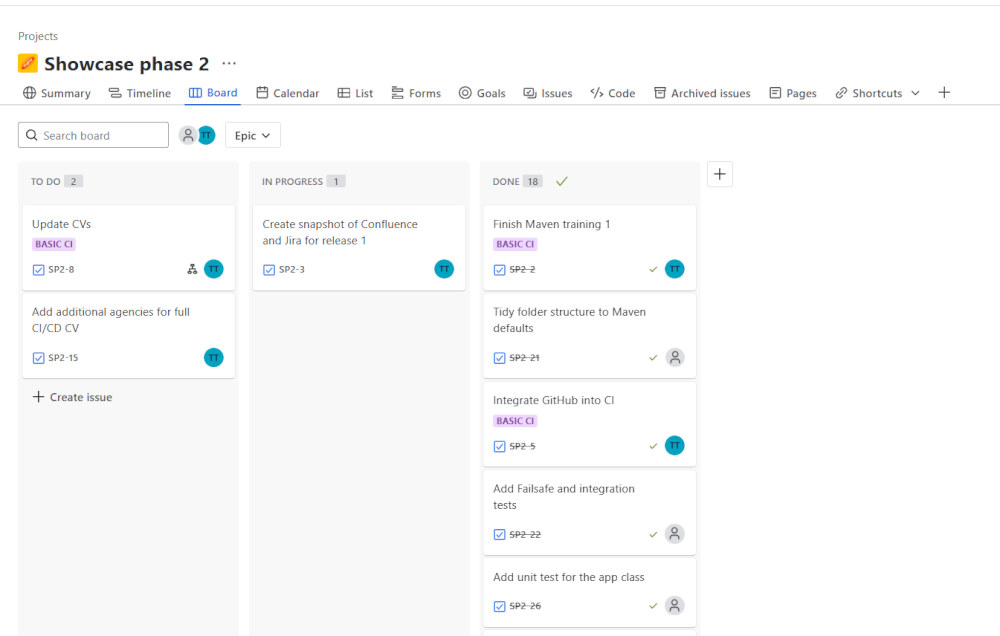 Projects
Showcase phase 2
Summary Timeline Board Calendar List Forms Goals Issues Code Archived issues Pages Shortcuts
Search board
TT
Epic
TO DO 2
Update CVs
BASIC CI
SP2-8
TT
Add additional agencies for full
CI/CD CV
SP2-15
TT
Create issue
IN PROGRESS 1
Create snapshot of Confluence
and Jira for release 1
SP2-3
TT
DONE 18
Finish Maven training 1
BASIC CI
SP2-2
TT
Tidy folder structure to Maven
defaults
SP2-21
Integrate GitHub into CI
BASIC CI
SP2-5
TT
Add Failsafe and integration
tests
SP2-22
Add unit test for the app class
SP2-26